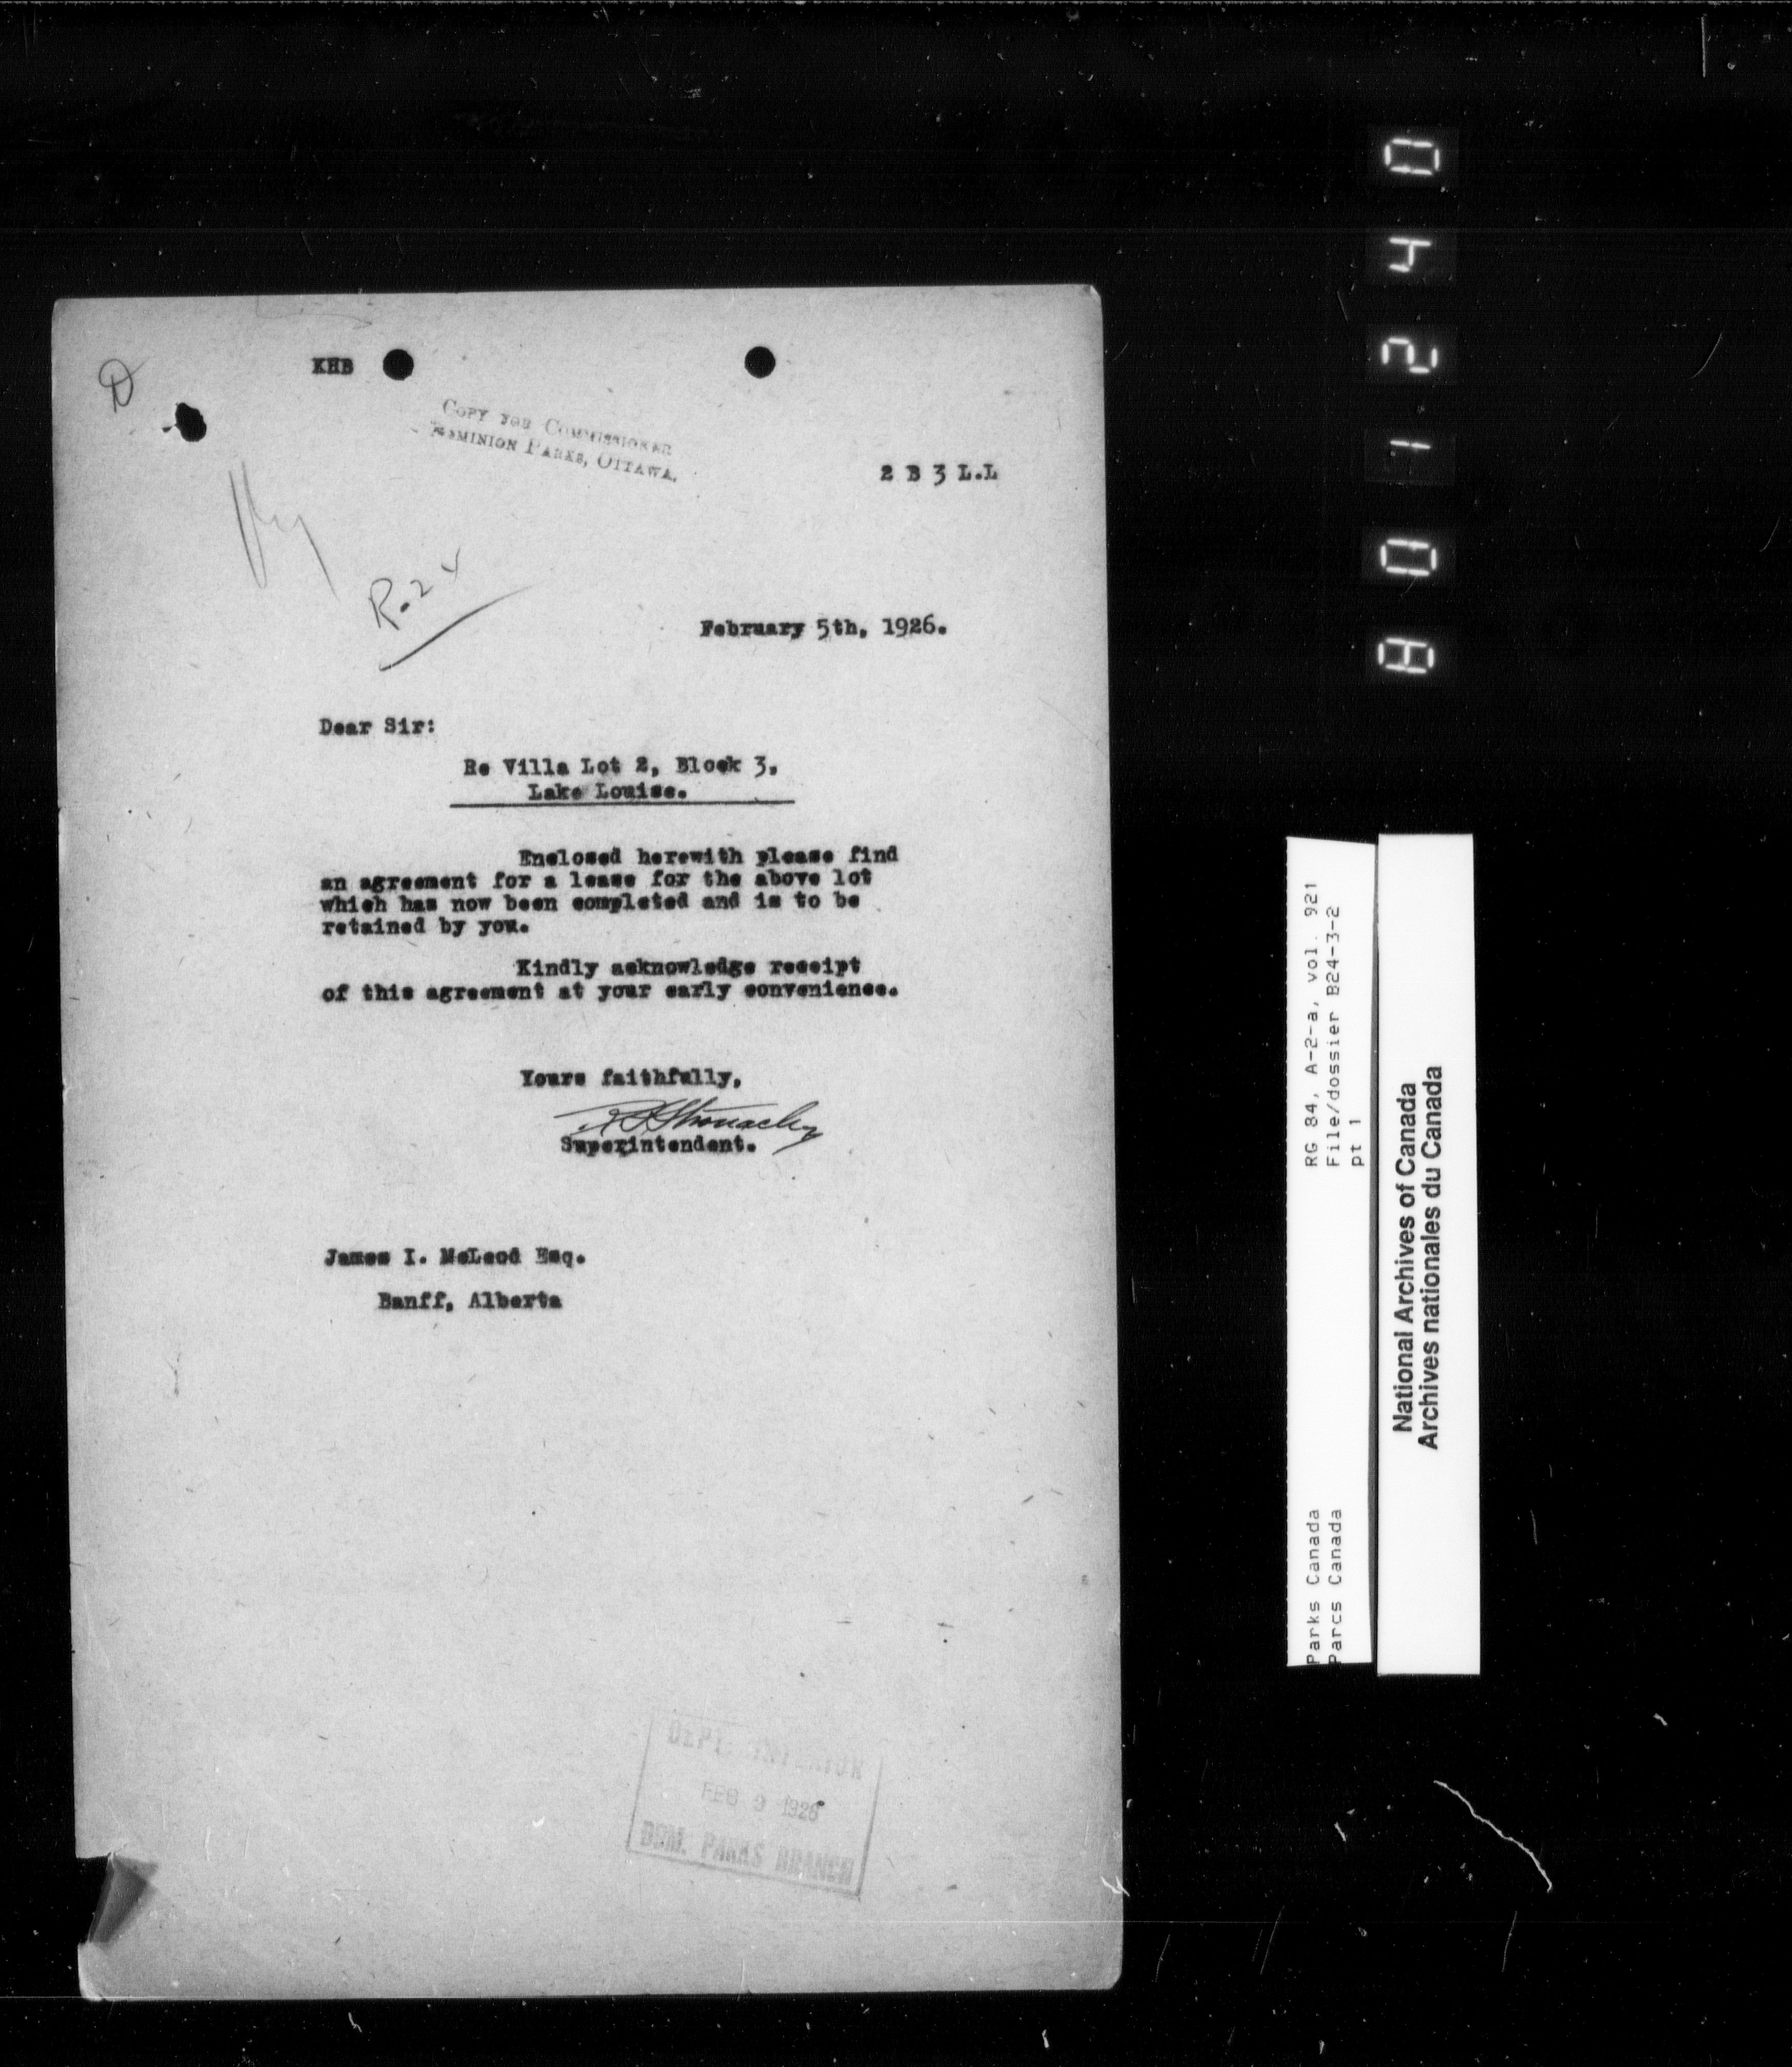 D
KHB
COPY FOR COMMISSIONER
DOMINION PARKS, OTTAWA.
2 B 3 L.L
R.24
February 5th, 1926.
Dear Sir:
Re Villa Lot 2, Block 3,
Lake Louise.
Enclosed herewith please find
an agreement for a lease for the above lot
which has now been completed and is to be
retained by you.
Kindly acknowledge receipt
of this agreement at your early convenience.
Yours faithfully,
Superintendent.
James I. McLeod Esq.
Banff, Alberta
DEPT. INTERIOR
FEB 9 1926
DOM. PARKS BRANCH
RG 84, A-2-a, vol. 921
File/dossier B24-3-2
pt 1
Parks Canada
Parcs Canada
National Archives of Canada
Archives nationales du Canada
801240